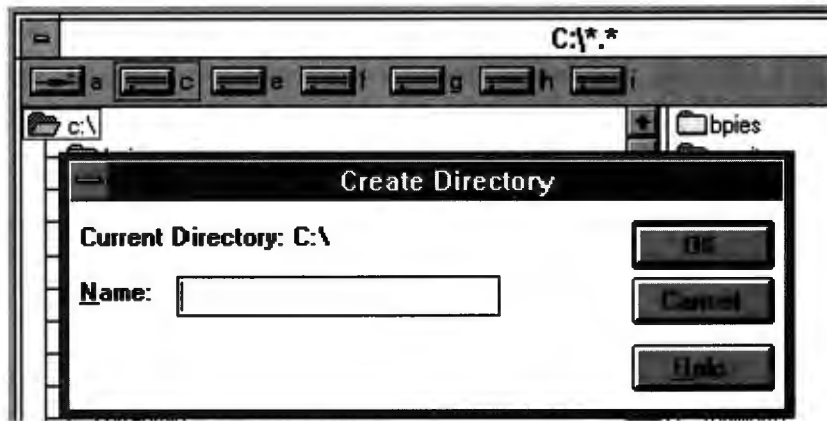 C:\*.*
a c e f g h i
c:\
bpies
Create Directory
Current Directory: C:\
Name:
OK
Cancel
Help